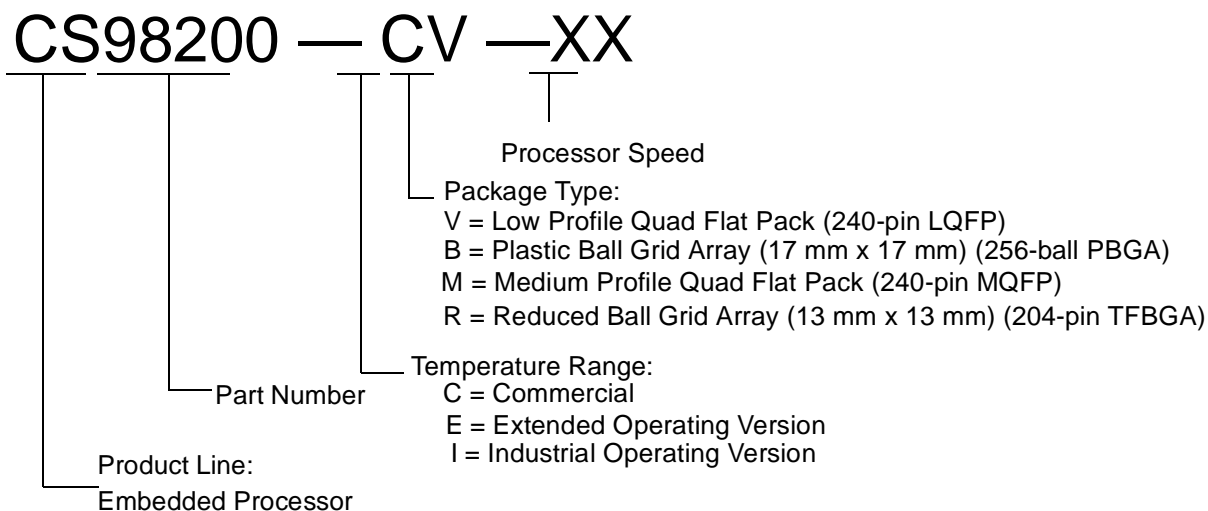 CS98200 — CV —XX
Processor Speed
Package Type:
V = Low Profile Quad Flat Pack (240-pin LQFP)
B = Plastic Ball Grid Array (17 mm x 17 mm) (256-ball PBGA)
M = Medium Profile Quad Flat Pack (240-pin MQFP)
R = Reduced Ball Grid Array (13 mm x 13 mm) (204-pin TFBGA)
Temperature Range:
C = Commercial
E = Extended Operating Version
I = Industrial Operating Version
Part Number
Product Line:
Embedded Processor